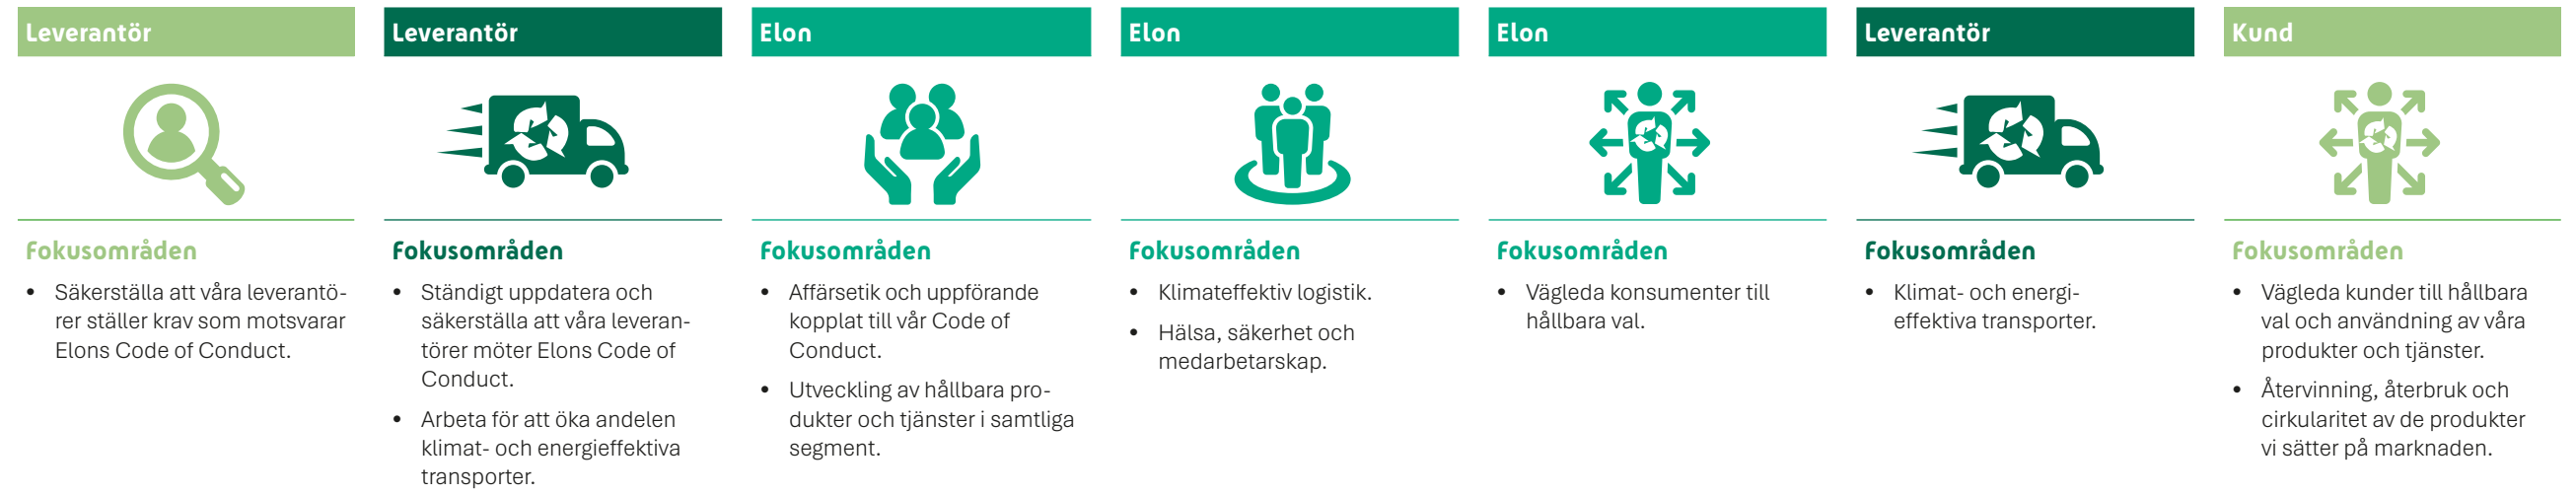 Leverantör
Fokusområden
• Säkerställa att våra leverantö-
rer ställer krav som motsvarar
Elons Code of Conduct.
Leverantör
Fokusområden
• Ständigt uppdatera och
säkerställa att våra leveran-
törer möter Elons Code of
Conduct.
• Arbeta för att öka andelen
klimat- och energieffektiva
transporter.
Elon
Fokusområden
• Affärsetik och uppförande
kopplat till vår Code of
Conduct.
• Utveckling av hållbara pro-
dukter och tjänster i samtliga
segment.
Elon
Fokusområden
• Klimateffektiv logistik.
• Hälsa, säkerhet och
medarbetarskap.
Elon
Fokusområden
• Vägleda konsumenter till
hållbara val.
Leverantör
Fokusområden
• Klimat- och energi-
effektiva transporter.
Kund
Fokusområden
• Vägleda kunder till hållbara
val och användning av våra
produkter och tjänster.
• Återvinning, återbruk och
cirkularitet av de produkter
vi sätter på marknaden.